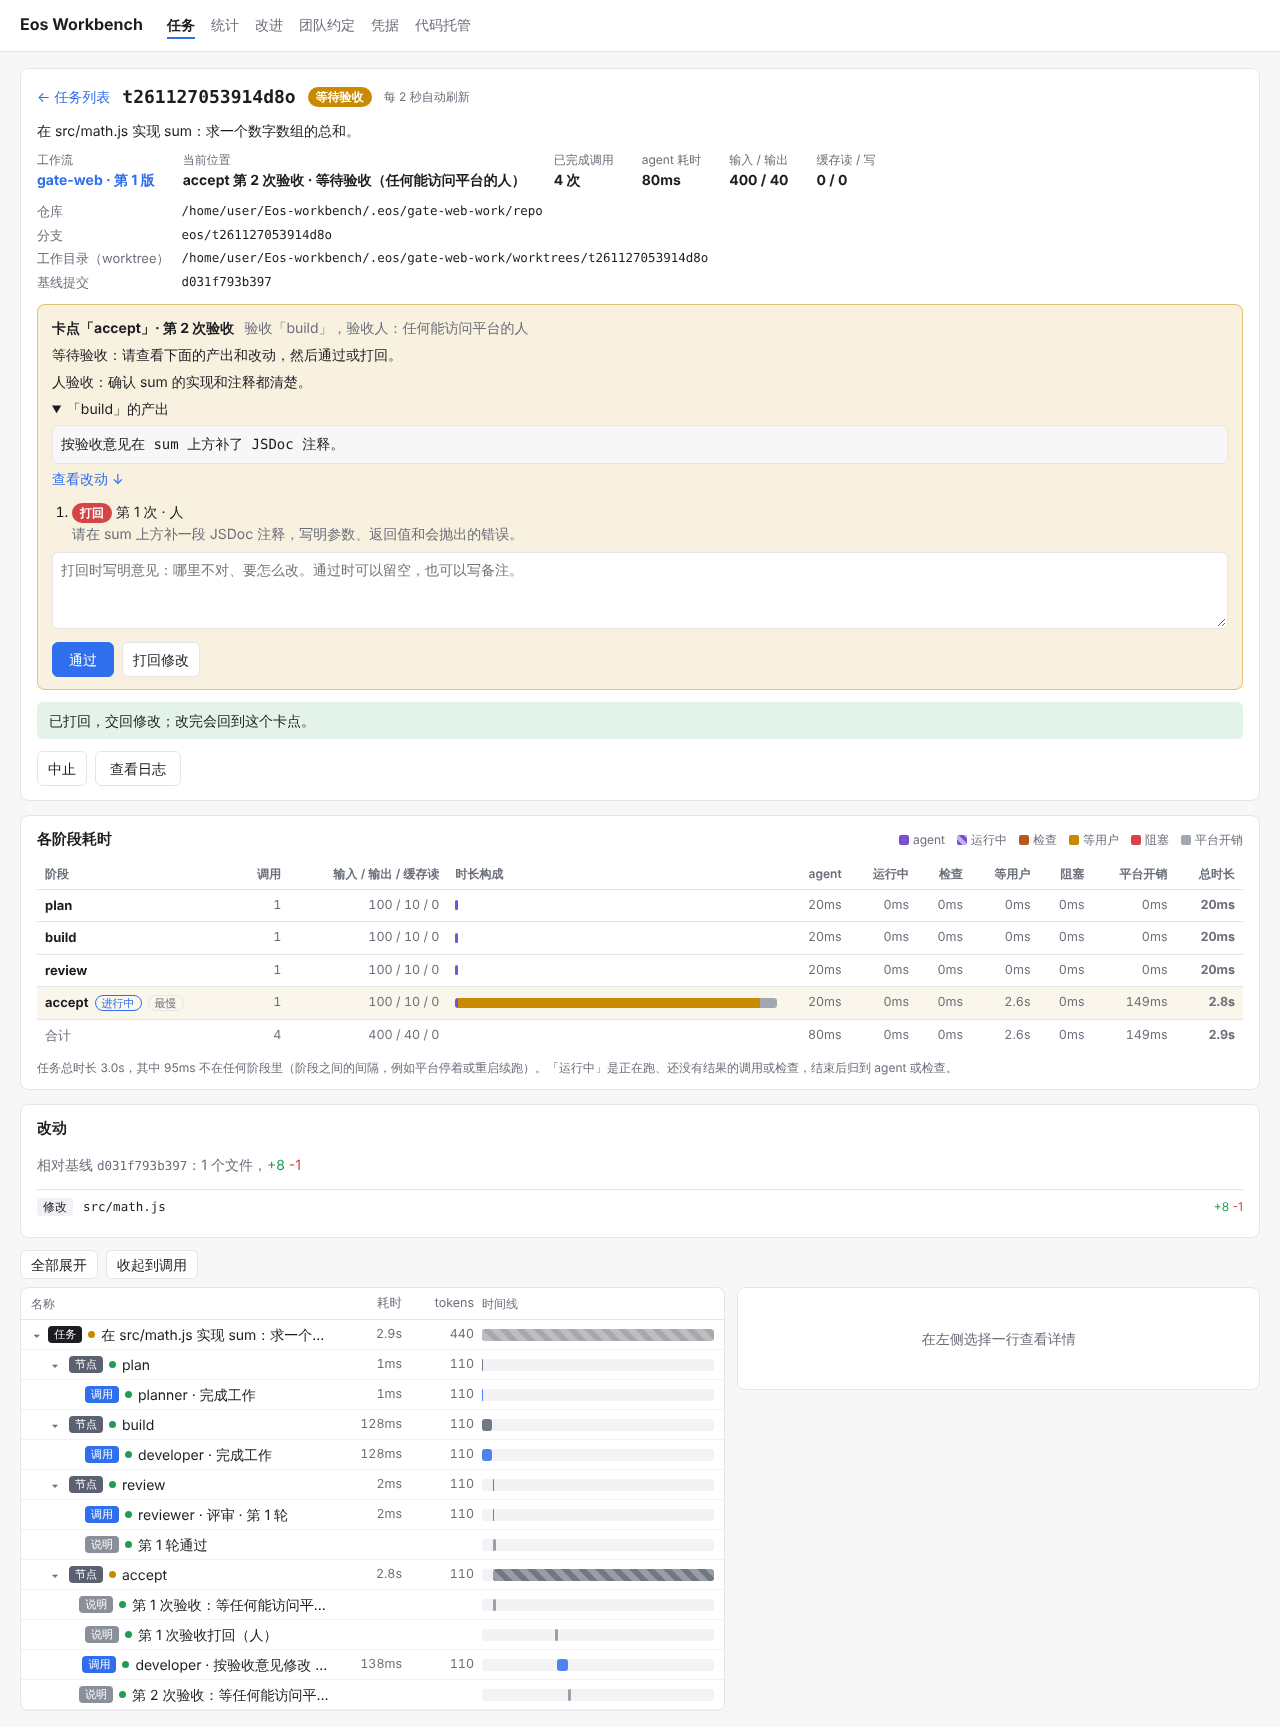 Eos Workbench 任务 统计 改进 团队约定 凭据 代码托管
← 任务列表 t261127053914d8o 等待验收 每 2 秒自动刷新
在 src/math.js 实现 sum：求一个数字数组的总和。
工作流 当前位置 已完成调用 agent 耗时 输入 / 输出 缓存读 / 写
gate-web · 第 1 版 accept 第 2 次验收 · 等待验收（任何能访问平台的人） 4 次 80ms 400 / 40 0 / 0
仓库 /home/user/Eos-workbench/.eos/gate-web-work/repo
分支 eos/t261127053914d8o
工作目录（worktree） /home/user/Eos-workbench/.eos/gate-web-work/worktrees/t261127053914d8o
基线提交 d031f793b397
卡点「accept」· 第 2 次验收 验收「build」，验收人：任何能访问平台的人
等待验收：请查看下面的产出和改动，然后通过或打回。
人验收：确认 sum 的实现和注释都清楚。
▼ 「build」的产出
按验收意见在 sum 上方补了 JSDoc 注释。
查看改动 ↓
1. 打回 第 1 次 · 人
请在 sum 上方补一段 JSDoc 注释，写明参数、返回值和会抛出的错误。
打回时写明意见：哪里不对、要怎么改。通过时可以留空，也可以写备注。
通过 打回修改
已打回，交回修改；改完会回到这个卡点。
中止 查看日志
各阶段耗时 agent 运行中 检查 等用户 阻塞 平台开销
阶段 调用 输入 / 输出 / 缓存读 时长构成 agent 运行中 检查 等用户 阻塞 平台开销 总时长
plan 1 100 / 10 / 0 20ms 0ms 0ms 0ms 0ms 0ms 20ms
build 1 100 / 10 / 0 20ms 0ms 0ms 0ms 0ms 0ms 20ms
review 1 100 / 10 / 0 20ms 0ms 0ms 0ms 0ms 0ms 20ms
accept 进行中 最慢 1 100 / 10 / 0 20ms 0ms 0ms 2.6s 0ms 149ms 2.8s
合计 4 400 / 40 / 0 80ms 0ms 0ms 2.6s 0ms 149ms 2.9s
任务总时长 3.0s，其中 95ms 不在任何阶段里（阶段之间的间隔，例如平台停着或重启续跑）。「运行中」是正在跑、还没有结果的调用或检查，结束后归到 agent 或检查。
改动
相对基线 d031f793b397：1 个文件，+8 -1
修改 src/math.js +8 -1
全部展开 收起到调用
名称 耗时 tokens 时间线
任务 在 src/math.js 实现 sum：求一个... 2.9s 440
在左侧选择一行查看详情
节点 plan 1ms 110
调用 planner · 完成工作 1ms 110
节点 build 128ms 110
调用 developer · 完成工作 128ms 110
节点 review 2ms 110
调用 reviewer · 评审 · 第 1 轮 2ms 110
说明 第 1 轮通过
节点 accept 2.8s 110
说明 第 1 次验收：等任何能访问平...
说明 第 1 次验收打回（人）
调用 developer · 按验收意见修改 ... 138ms 110
说明 第 2 次验收：等任何能访问平...